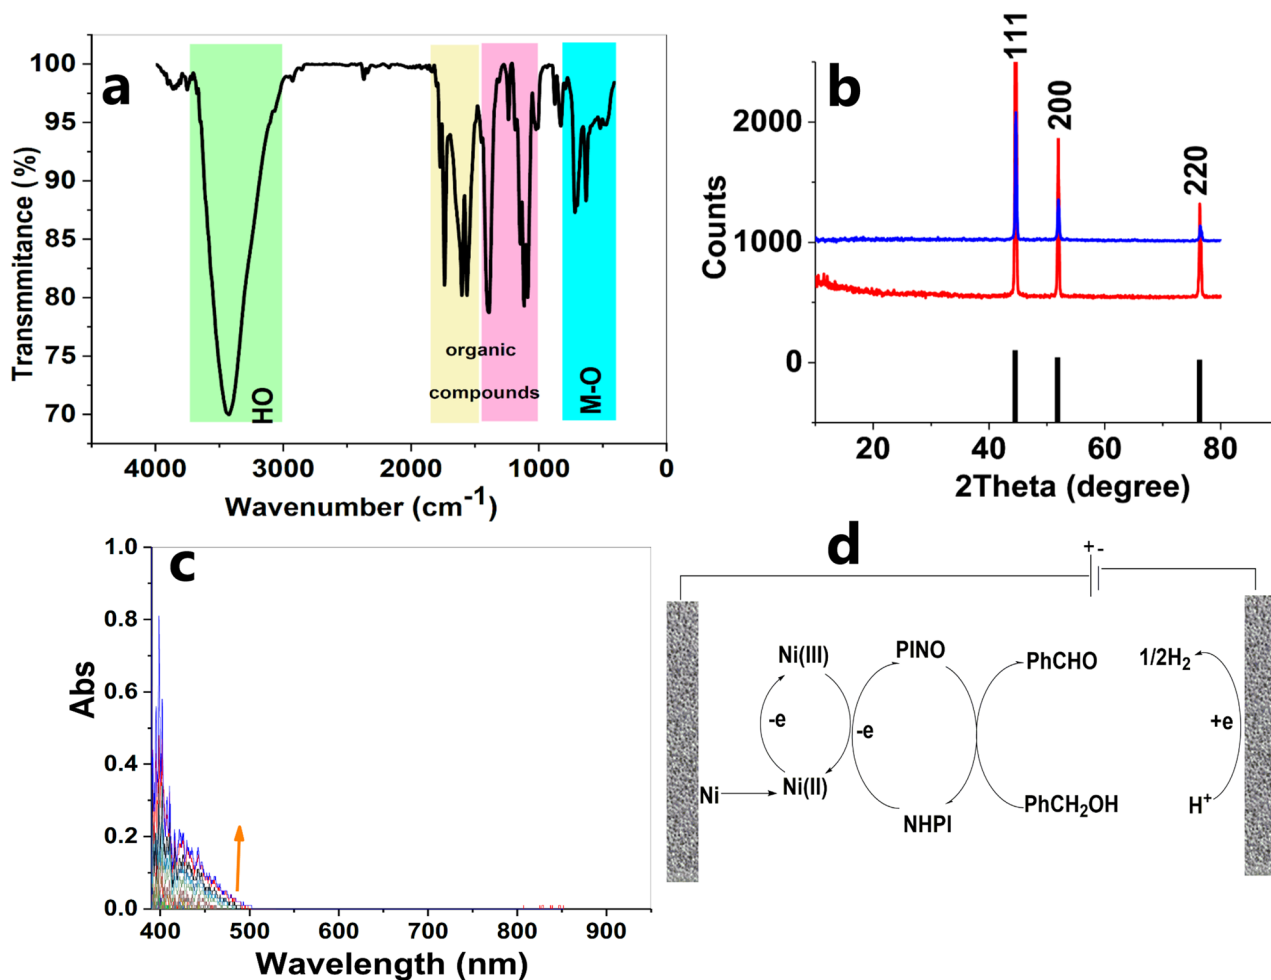 a
100
95
90
85
80
75
70
Transmmitance (%)
HO
organic
compounds
M-O
4000
3000
2000
1000
0
Wavenumber (cm-1)
b
111
200
220
2000
1000
0
Counts
20
40
60
80
2Theta (degree)
c
1.0
0.8
0.6
0.4
0.2
0.0
Abs
400
500
600
700
800
900
Wavelength (nm)
d
+ -
Ni(III)
PINO
PhCHO
1/2H2
-e
-e
+e
Ni
Ni(II)
NHPI
PhCH2OH
H+